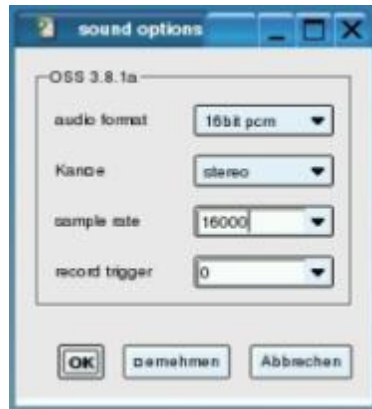 sound options
OSS 3.8.1a
audio format 16bit pcm
stereo
sample rate 16000
record trigger 0
OK Abbrechen